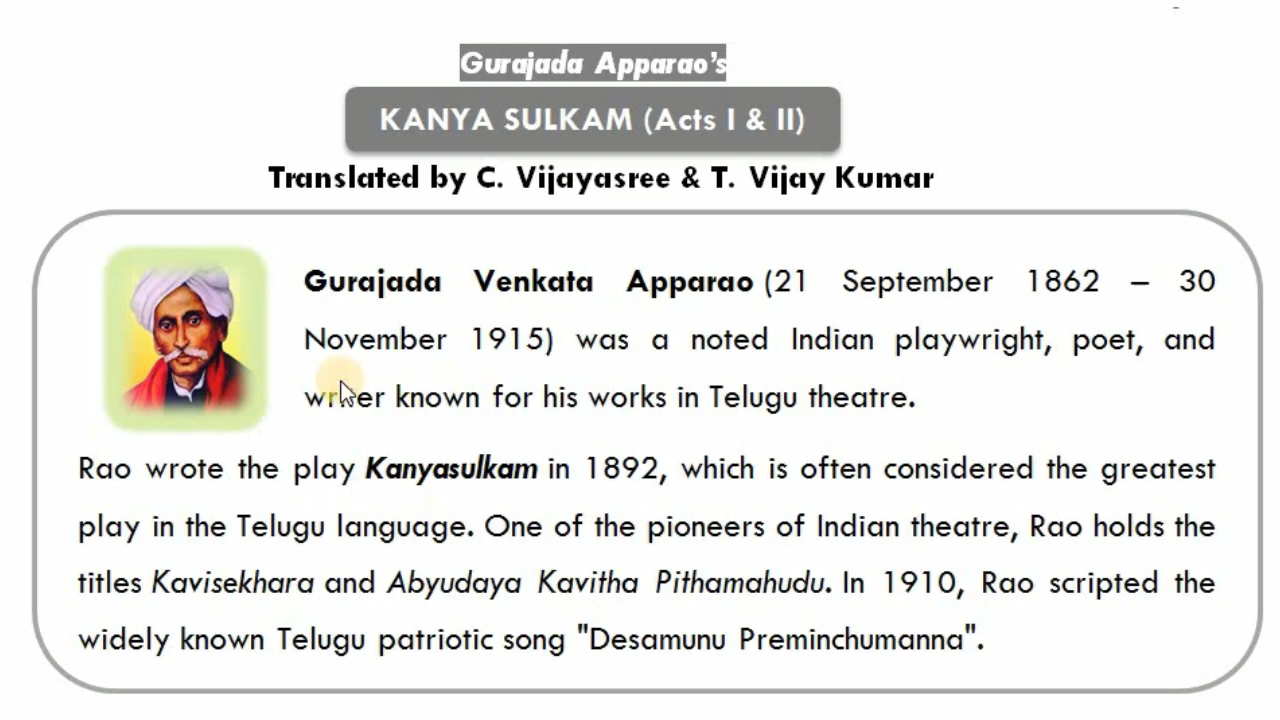 Gurajada Apparao's
KANYA SULKAM (Acts I & II)
Translated by C. Vijayasree & T. Vijay Kumar
Gurajada Venkata Apparao (21 September 1862 – 30
November 1915) was a noted Indian playwright, poet, and
writer known for his works in Telugu theatre.
Rao wrote the play Kanyasulkam in 1892, which is often considered the greatest
play in the Telugu language. One of the pioneers of Indian theatre, Rao holds the
titles Kavisekhara and Abyudaya Kavitha Pithamahudu. In 1910, Rao scripted the
widely known Telugu patriotic song "Desamunu Preminchumanna".